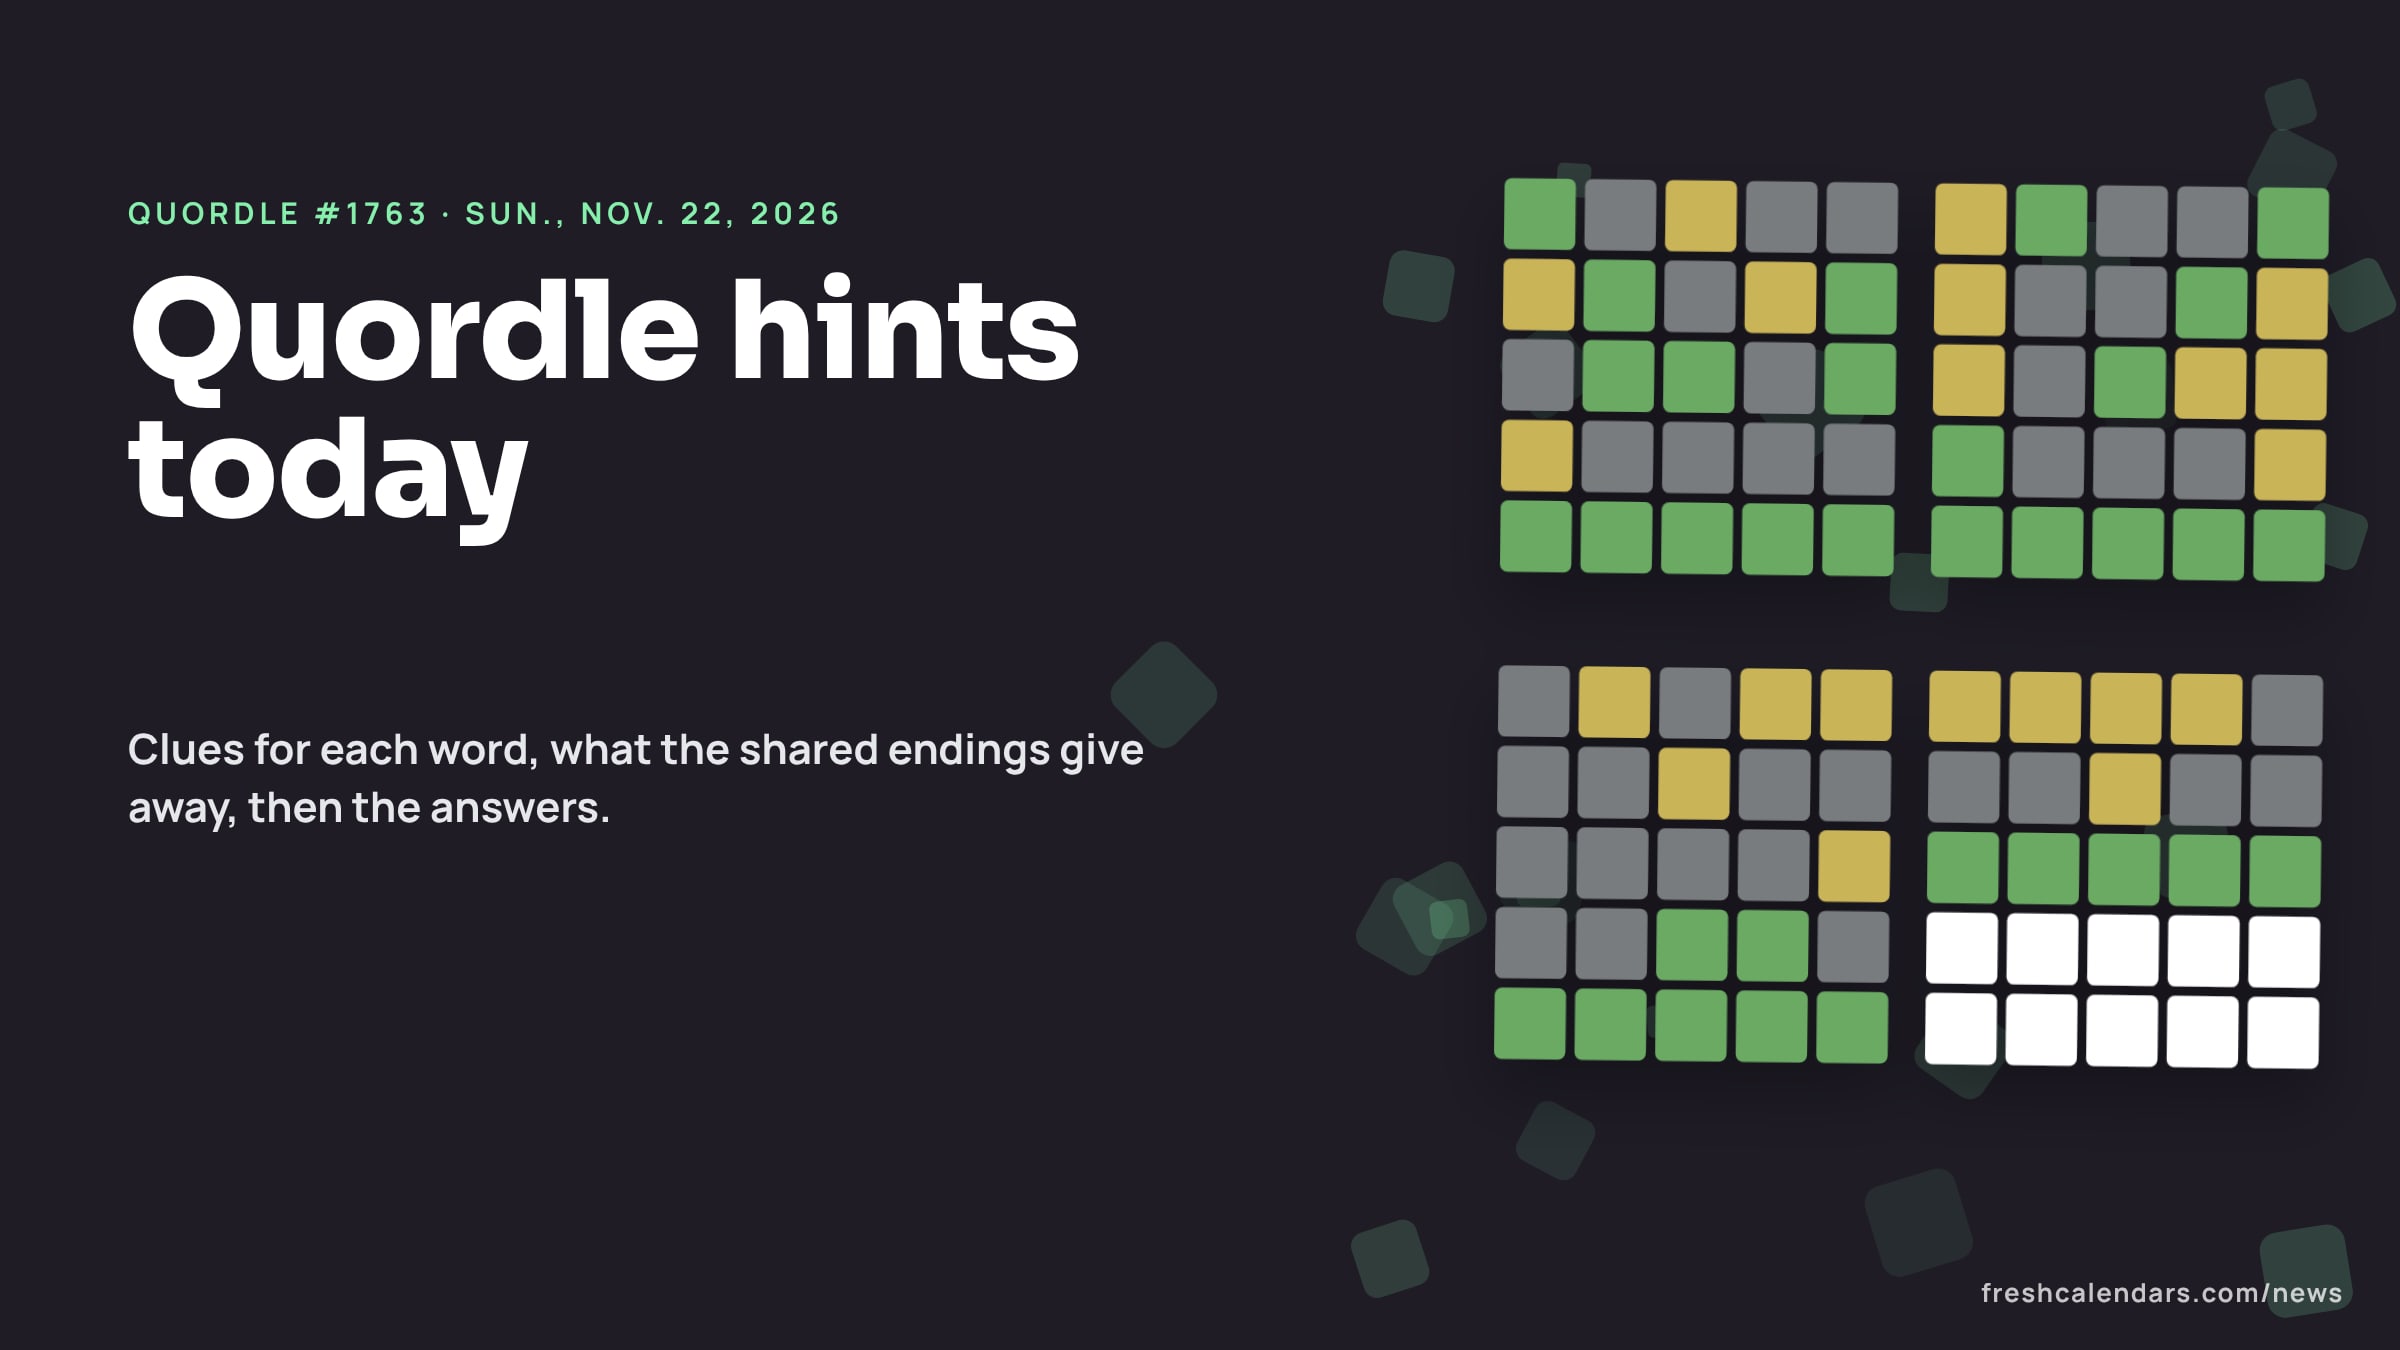 QUORDLE #1763 · SUN., NOV. 22, 2026
Quordle hints
today
Clues for each word, what the shared endings give
away, then the answers.
freshcalendars.com/news